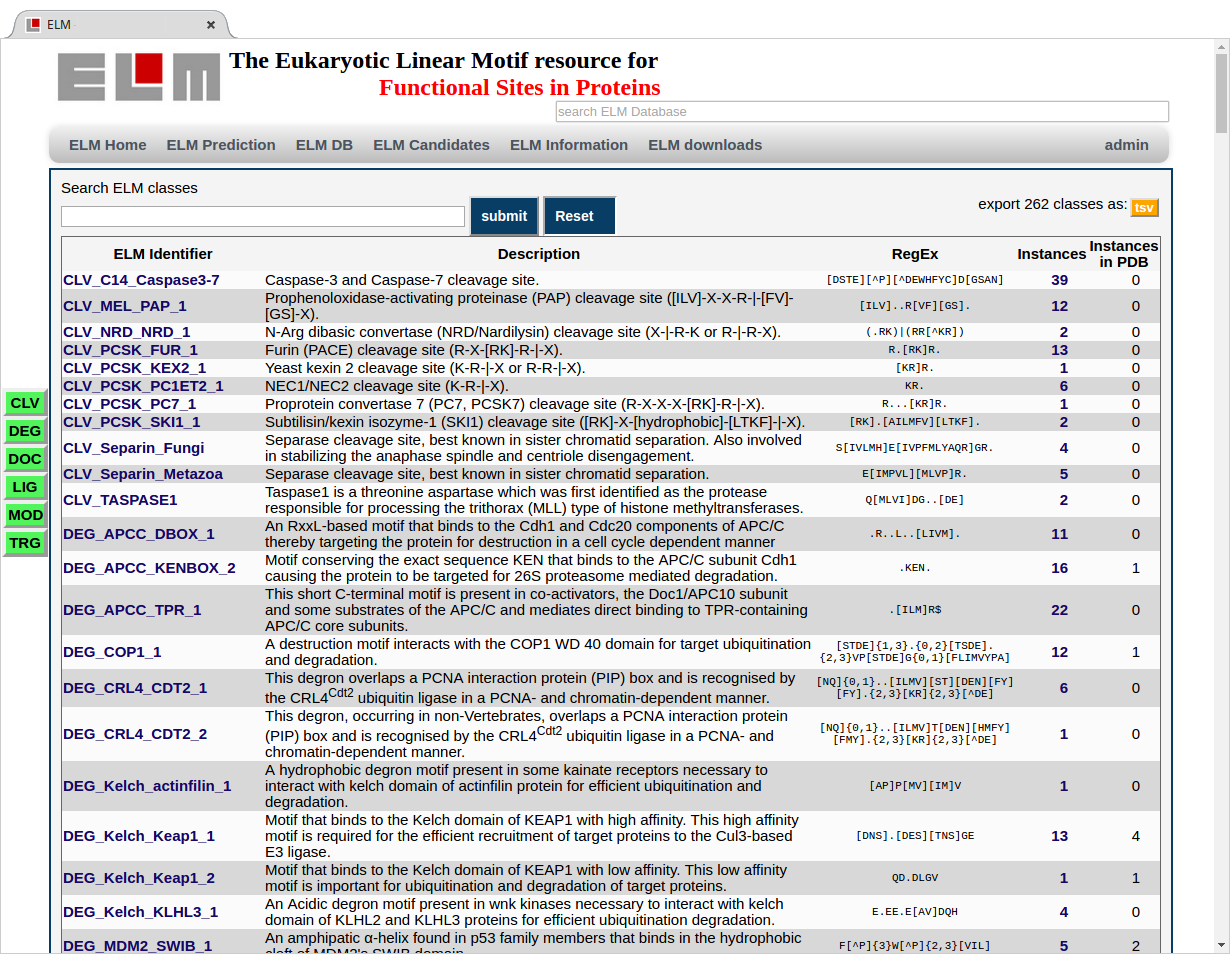 ELM
ELM
The Eukaryotic Linear Motif resource for
Functional Sites in Proteins
search ELM Database
ELM Home ELM Prediction ELM DB ELM Candidates ELM Information ELM downloads admin
Search ELM classes
submit Reset export 262 classes as: tsv
ELM Identifier Description RegEx Instances Instances in PDB
CLV_C14_Caspase3-7 Caspase-3 and Caspase-7 cleavage site. [DSTE][^P][^DEWHFYC]D[GSAN] 39 0
CLV_MEL_PAP_1 Prophenoloxidase-activating proteinase (PAP) cleavage site ([ILV]-X-X-R-|-[FV]-
[GS]-X). [ILV]..R[VF][GS]. 12 0
CLV_NRD_NRD_1 N-Arg dibasic convertase (NRD/Nardilysin) cleavage site (X-|-R-K or R-|-R-X). (.RK)|(RR[^KR]) 2 0
CLV_PCSK_FUR_1 Furin (PACE) cleavage site (R-X-[RK]-R-|-X). R.[RK]R. 13 0
CLV_PCSK_KEX2_1 Yeast kexin 2 cleavage site (K-R-|-X or R-R-|-X). [KR]R. 1 0
CLV_PCSK_PC1ET2_1 NEC1/NEC2 cleavage site (K-R-|-X). KR. 6 0
CLV_PCSK_PC7_1 Proprotein convertase 7 (PC7, PCSK7) cleavage site (R-X-X-X-[RK]-R-|-X). R...[KR]R. 1 0
CLV_PCSK_SKI1_1 Subtilisin/kexin isozyme-1 (SKI1) cleavage site ([RK]-X-[hydrophobic]-[LTKF]-|-X). [RK].[AILMFV][LTKF]. 2 0
CLV_Separin_Fungi Separase cleavage site, best known in sister chromatid separation. Also involved
in stabilizing the anaphase spindle and centriole disengagement. S[IVLMH]E[IVPFMLYAQR]GR. 4 0
CLV_Separin_Metazoa Separase cleavage site, best known in sister chromatid separation. E[IMPVL][MLVP]R. 5 0
CLV_TASPASE1 Taspase1 is a threonine aspartase which was first identified as the protease
responsible for processing the trithorax (MLL) type of histone methyltransferases. Q[MLVI]DG..[DE] 2 0
DEG_APCC_DBOX_1 An RxxL-based motif that binds to the Cdh1 and Cdc20 components of APC/C
thereby targeting the protein for destruction in a cell cycle dependent manner .R..L..[LIVM]. 11 0
DEG_APCC_KENBOX_2 Motif conserving the exact sequence KEN that binds to the APC/C subunit Cdh1
causing the protein to be targeted for 26S proteasome mediated degradation. .KEN. 16 1
DEG_APCC_TPR_1 This short C-terminal motif is present in co-activators, the Doc1/APC10 subunit
and some substrates of the APC/C and mediates direct binding to TPR-containing
APC/C core subunits. .[ILM]R$ 22 0
DEG_COP1_1 A destruction motif interacts with the COP1 WD 40 domain for target ubiquitination
and degradation. [STDE]{1,3}.{0,2}[TSDE].
{2,3}VP[STDE]G{0,1}[FLIMVYPA] 12 1
DEG_CRL4_CDT2_1 This degron overlaps a PCNA interaction protein (PIP) box and is recognised by
the CRL4Cdt2 ubiquitin ligase in a PCNA- and chromatin-dependent manner. [NQ]{0,1}..[ILMV][ST][DEN][FY]
[FY].{2,3}[KR]{2,3}[^DE] 6 0
DEG_CRL4_CDT2_2 This degron, occurring in non-Vertebrates, overlaps a PCNA interaction protein
(PIP) box and is recognised by the CRL4Cdt2 ubiquitin ligase in a PCNA- and
chromatin-dependent manner. [NQ]{0,1}..[ILMV]T[DEN][HMFY]
[FMY].{2,3}[KR]{2,3}[^DE] 1 0
DEG_Kelch_actinfilin_1 A hydrophobic degron motif present in some kainate receptors necessary to
interact with kelch domain of actinfilin protein for efficient ubiquitination and
degradation. [AP]P[MV][IM]V 1 0
DEG_Kelch_Keap1_1 Motif that binds to the Kelch domain of KEAP1 with high affinity. This high affinity
motif is required for the efficient recruitment of target proteins to the Cul3-based
E3 ligase. [DNS].[DES][TNS]GE 13 4
DEG_Kelch_Keap1_2 Motif that binds to the Kelch domain of KEAP1 with low affinity. This low affinity
motif is important for ubiquitination and degradation of target proteins. QD.DLGV 1 1
DEG_Kelch_KLHL3_1 An Acidic degron motif present in wnk kinases necessary to interact with kelch
domain of KLHL2 and KLHL3 proteins for efficient ubiquitination degradation. E.EE.E[AV]DQH 4 0
DEG_MDM2_SWIB_1 An amphipatic α-helix found in p53 family members that binds in the hydrophobic
cleft of MDM2's SWIB domain. F[^P]{3}W[^P]{2,3}[VIL] 5 2
CLV
DEG
DOC
LIG
MOD
TRG